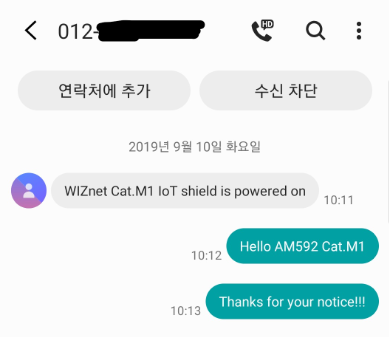 012-
HD
연락처에 추가
수신 차단
2019년 9월 10일 화요일
WIZnet Cat.M1 IoT shield is powered on
10:11
10:12
Hello AM592 Cat.M1
10:13
Thanks for your notice!!!